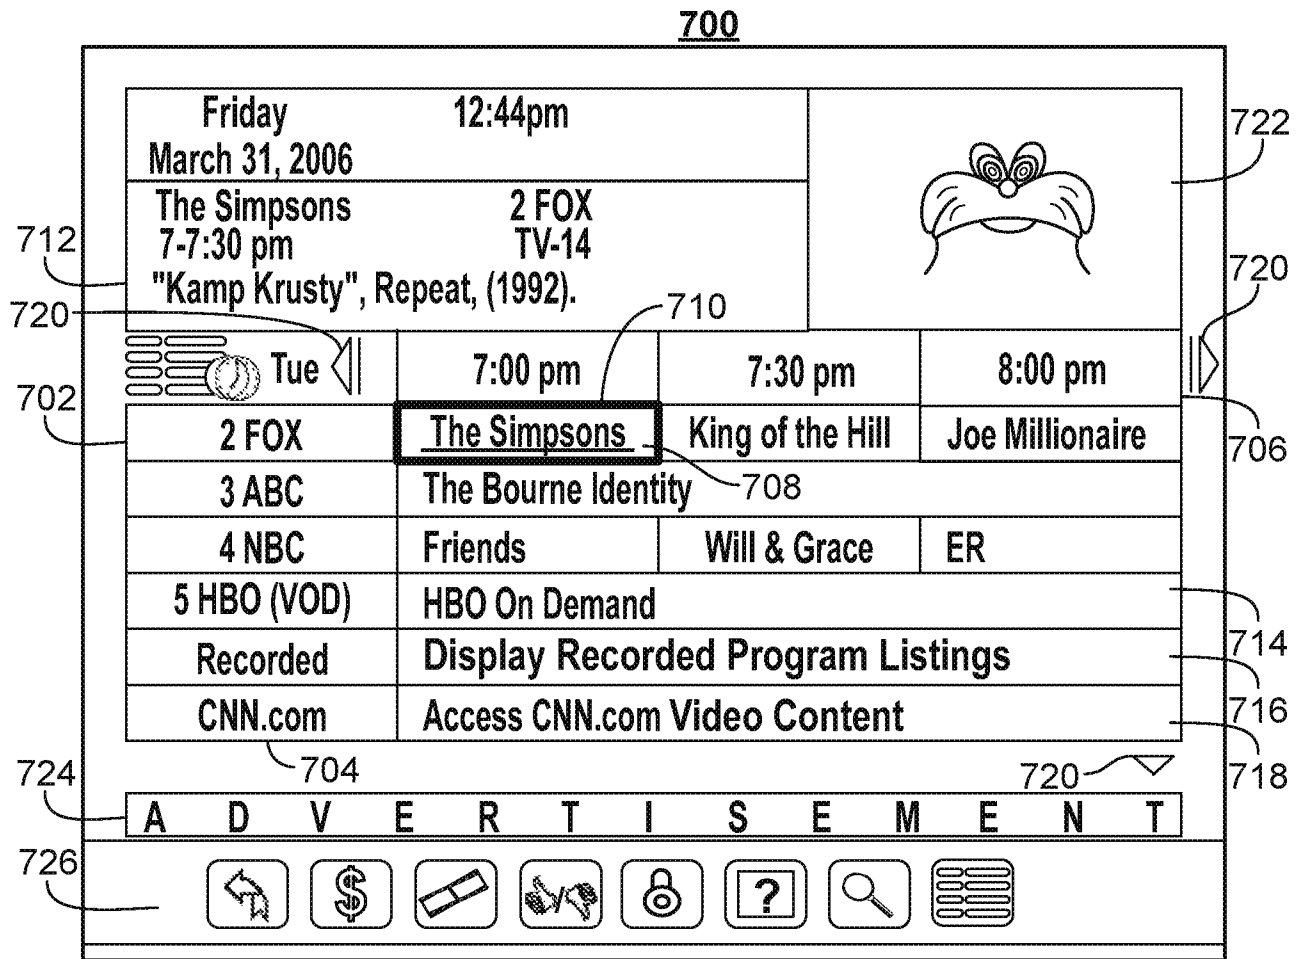 700
Friday 12:44pm
722
March 31, 2006
The Simpsons 2 FOX
712
7-7:30 pm TV-14
720
"Kamp Krusty", Repeat, (1992).
720
710
Tue 7:00 pm 7:30 pm 8:00 pm
702
2 FOX The Simpsons King of the Hill Joe Millionaire
706
3 ABC The Bourne Identity
708
4 NBC Friends Will & Grace ER
5 HBO (VOD) HBO On Demand
714
Recorded Display Recorded Program Listings
716
CNN.com Access CNN.com Video Content
704
720
718
724
A D V E R T I S E M E N T
726
$ / ?